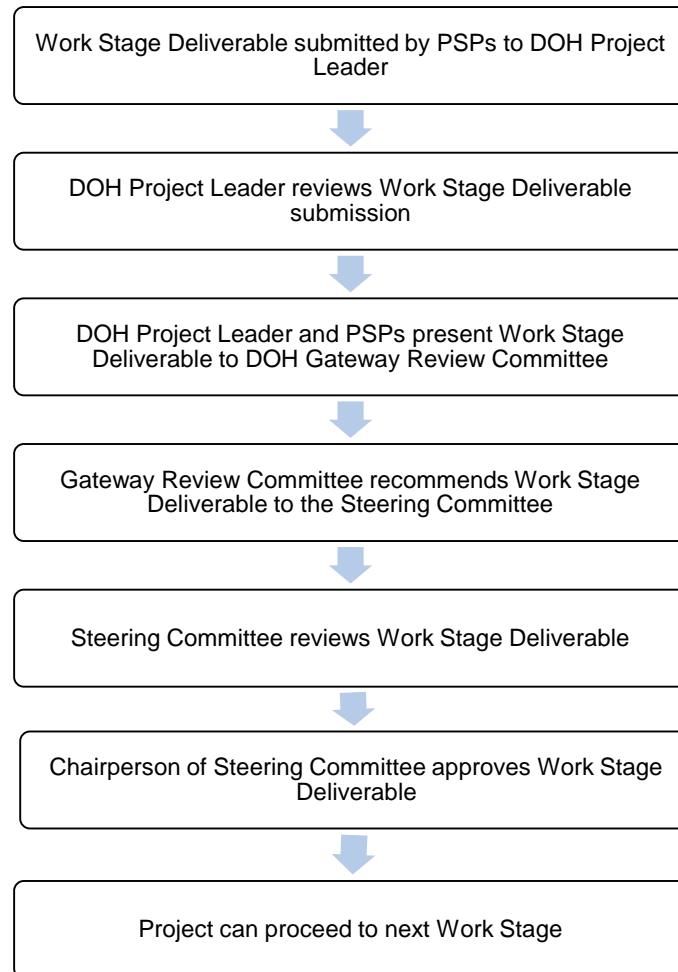 Work Stage Deliverable submitted by PSPs to DOH Project
Leader
DOH Project Leader reviews Work Stage Deliverable
submission
DOH Project Leader and PSPs present Work Stage
Deliverable to DOH Gateway Review Committee
Gateway Review Committee recommends Work Stage
Deliverable to the Steering Committee
Steering Committee reviews Work Stage Deliverable
Chairperson of Steering Committee approves Work Stage
Deliverable
Project can proceed to next Work Stage